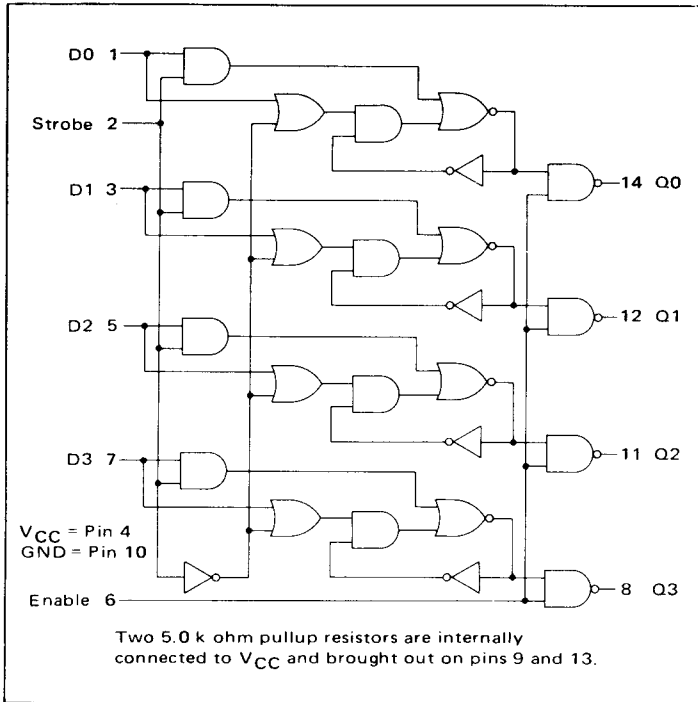 D0 1
Strobe 2
14 Q0
D1 3
12 Q1
D2 5
11 Q2
D3 7
VCC = Pin 4
GND = Pin 10
Enable 6
8 Q3
Two 5.0 k ohm pullup resistors are internally
connected to VCC and brought out on pins 9 and 13.